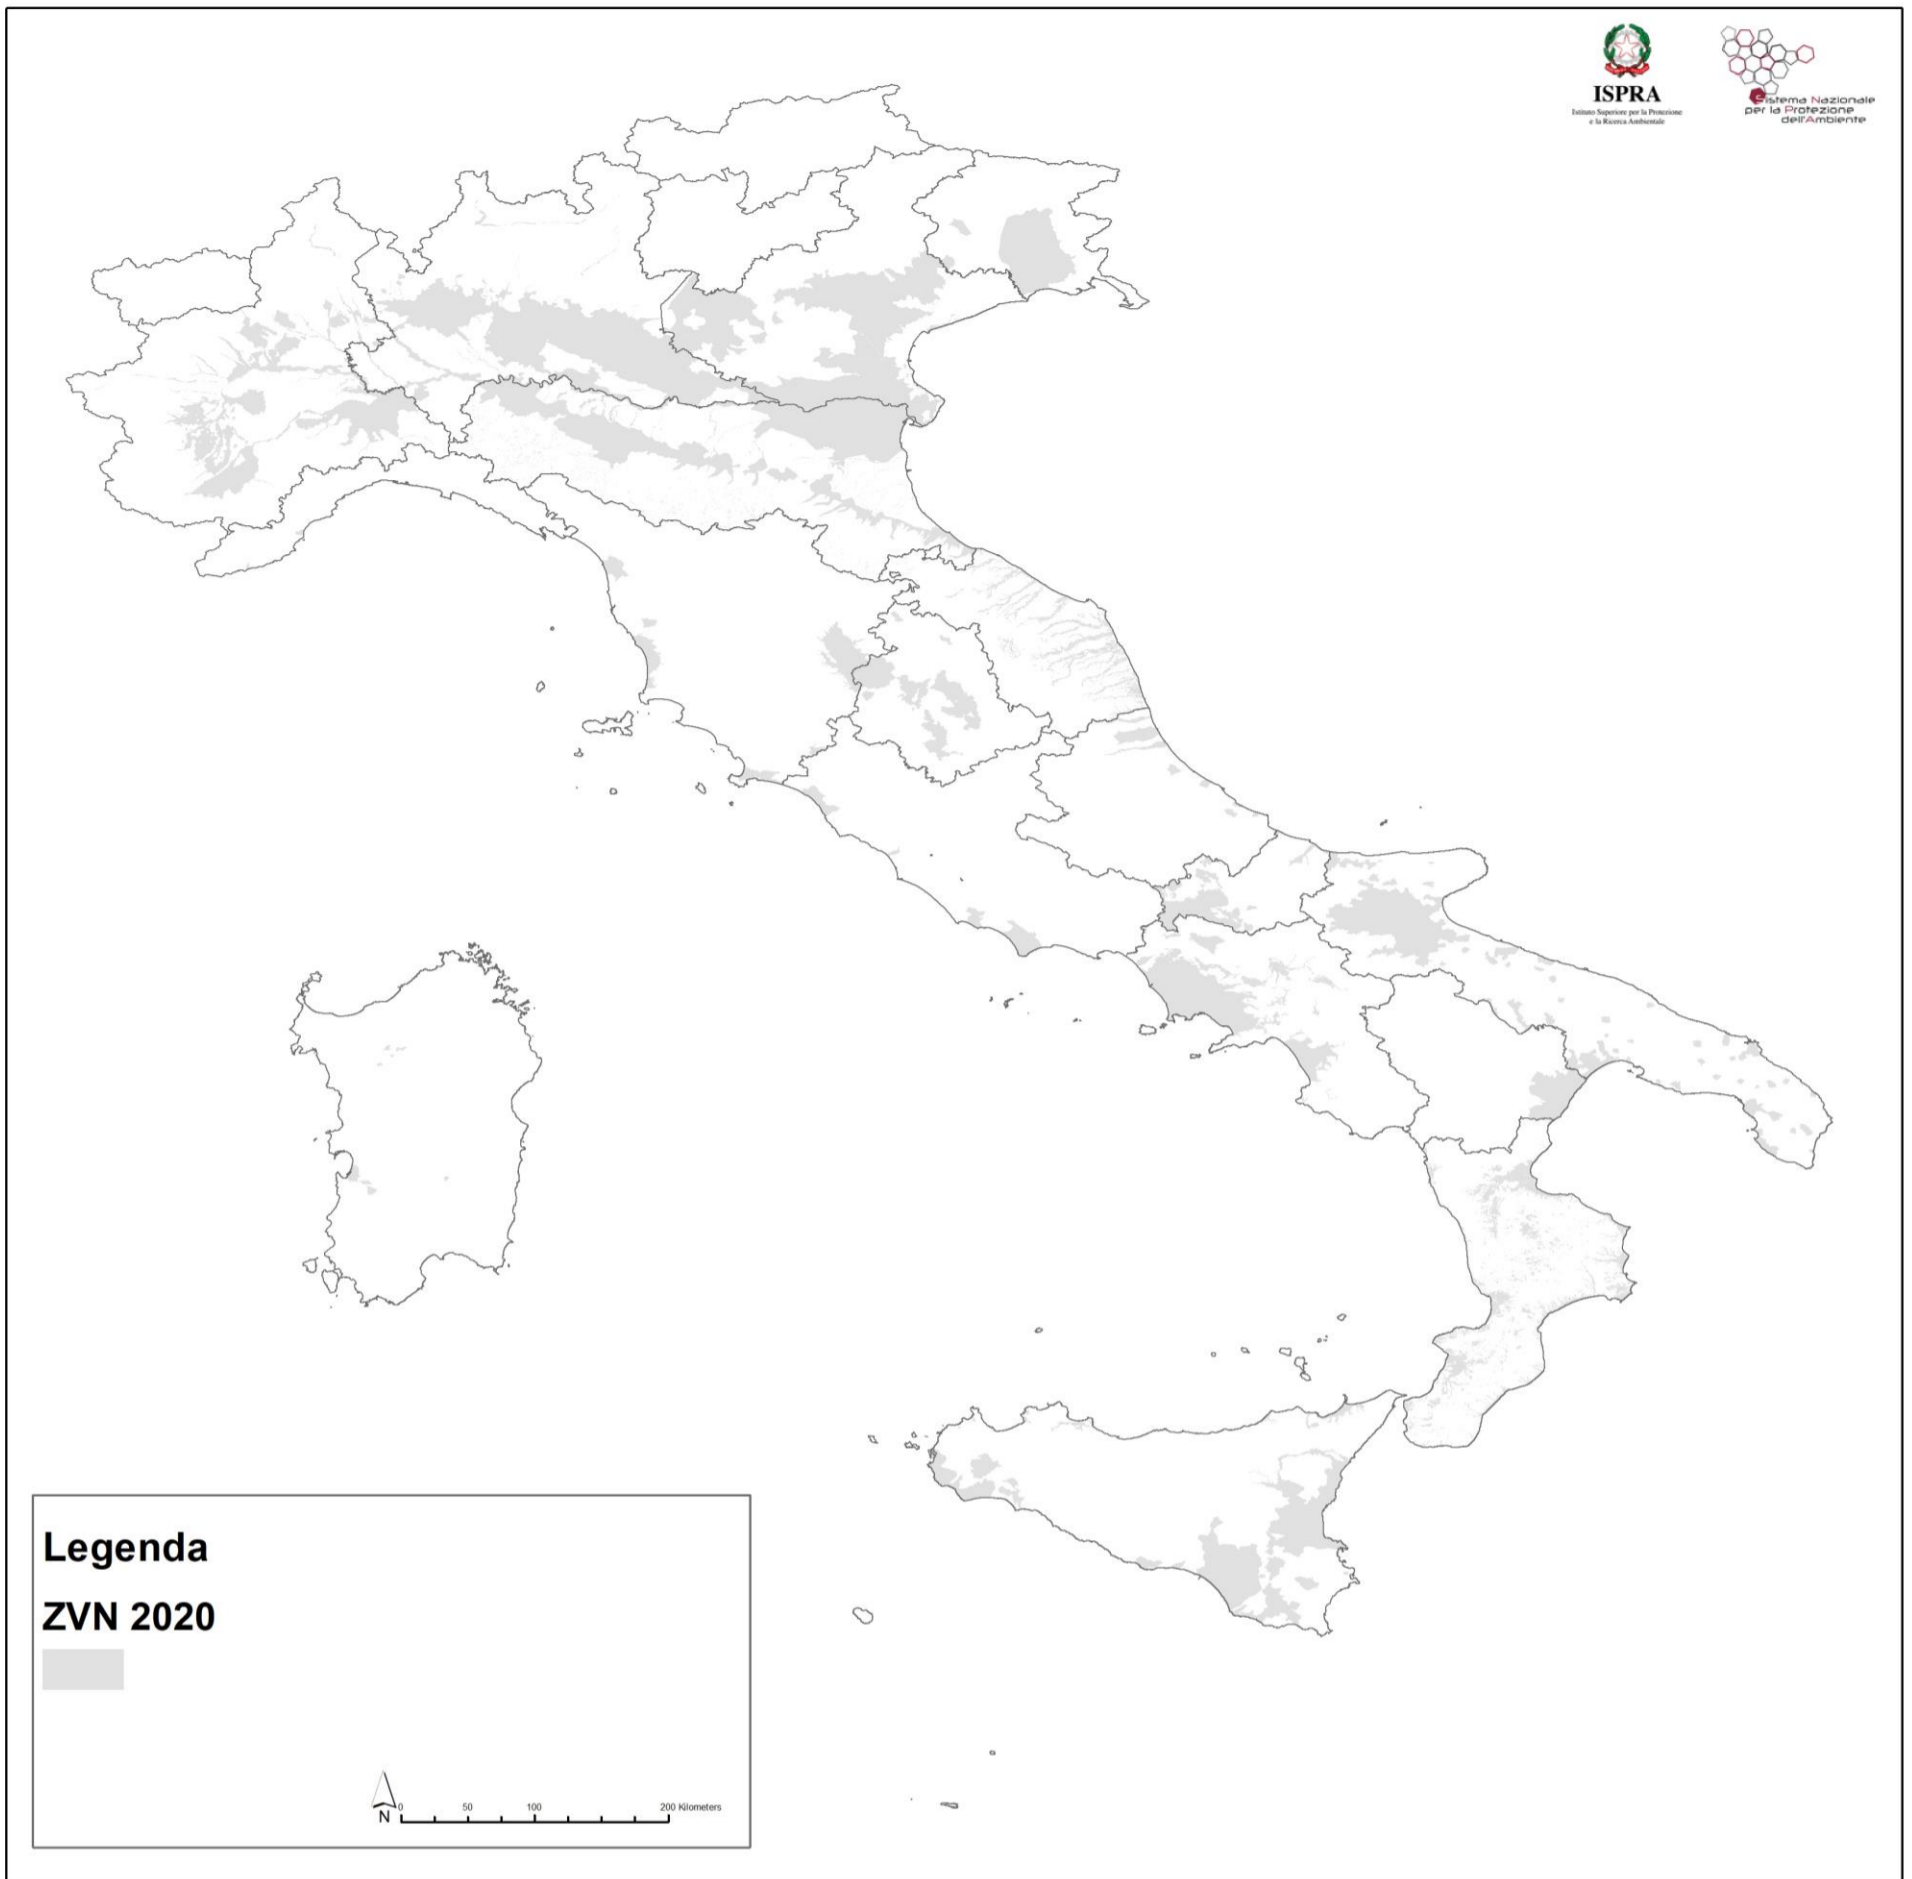 ISPRA
Istituto Superiore per la Protezione
e la Ricerca Ambientale
Sistema Nazionale
per la Protezione
dell'Ambiente
Legenda
ZVN 2020
N
0 50 100 200 Kilometers